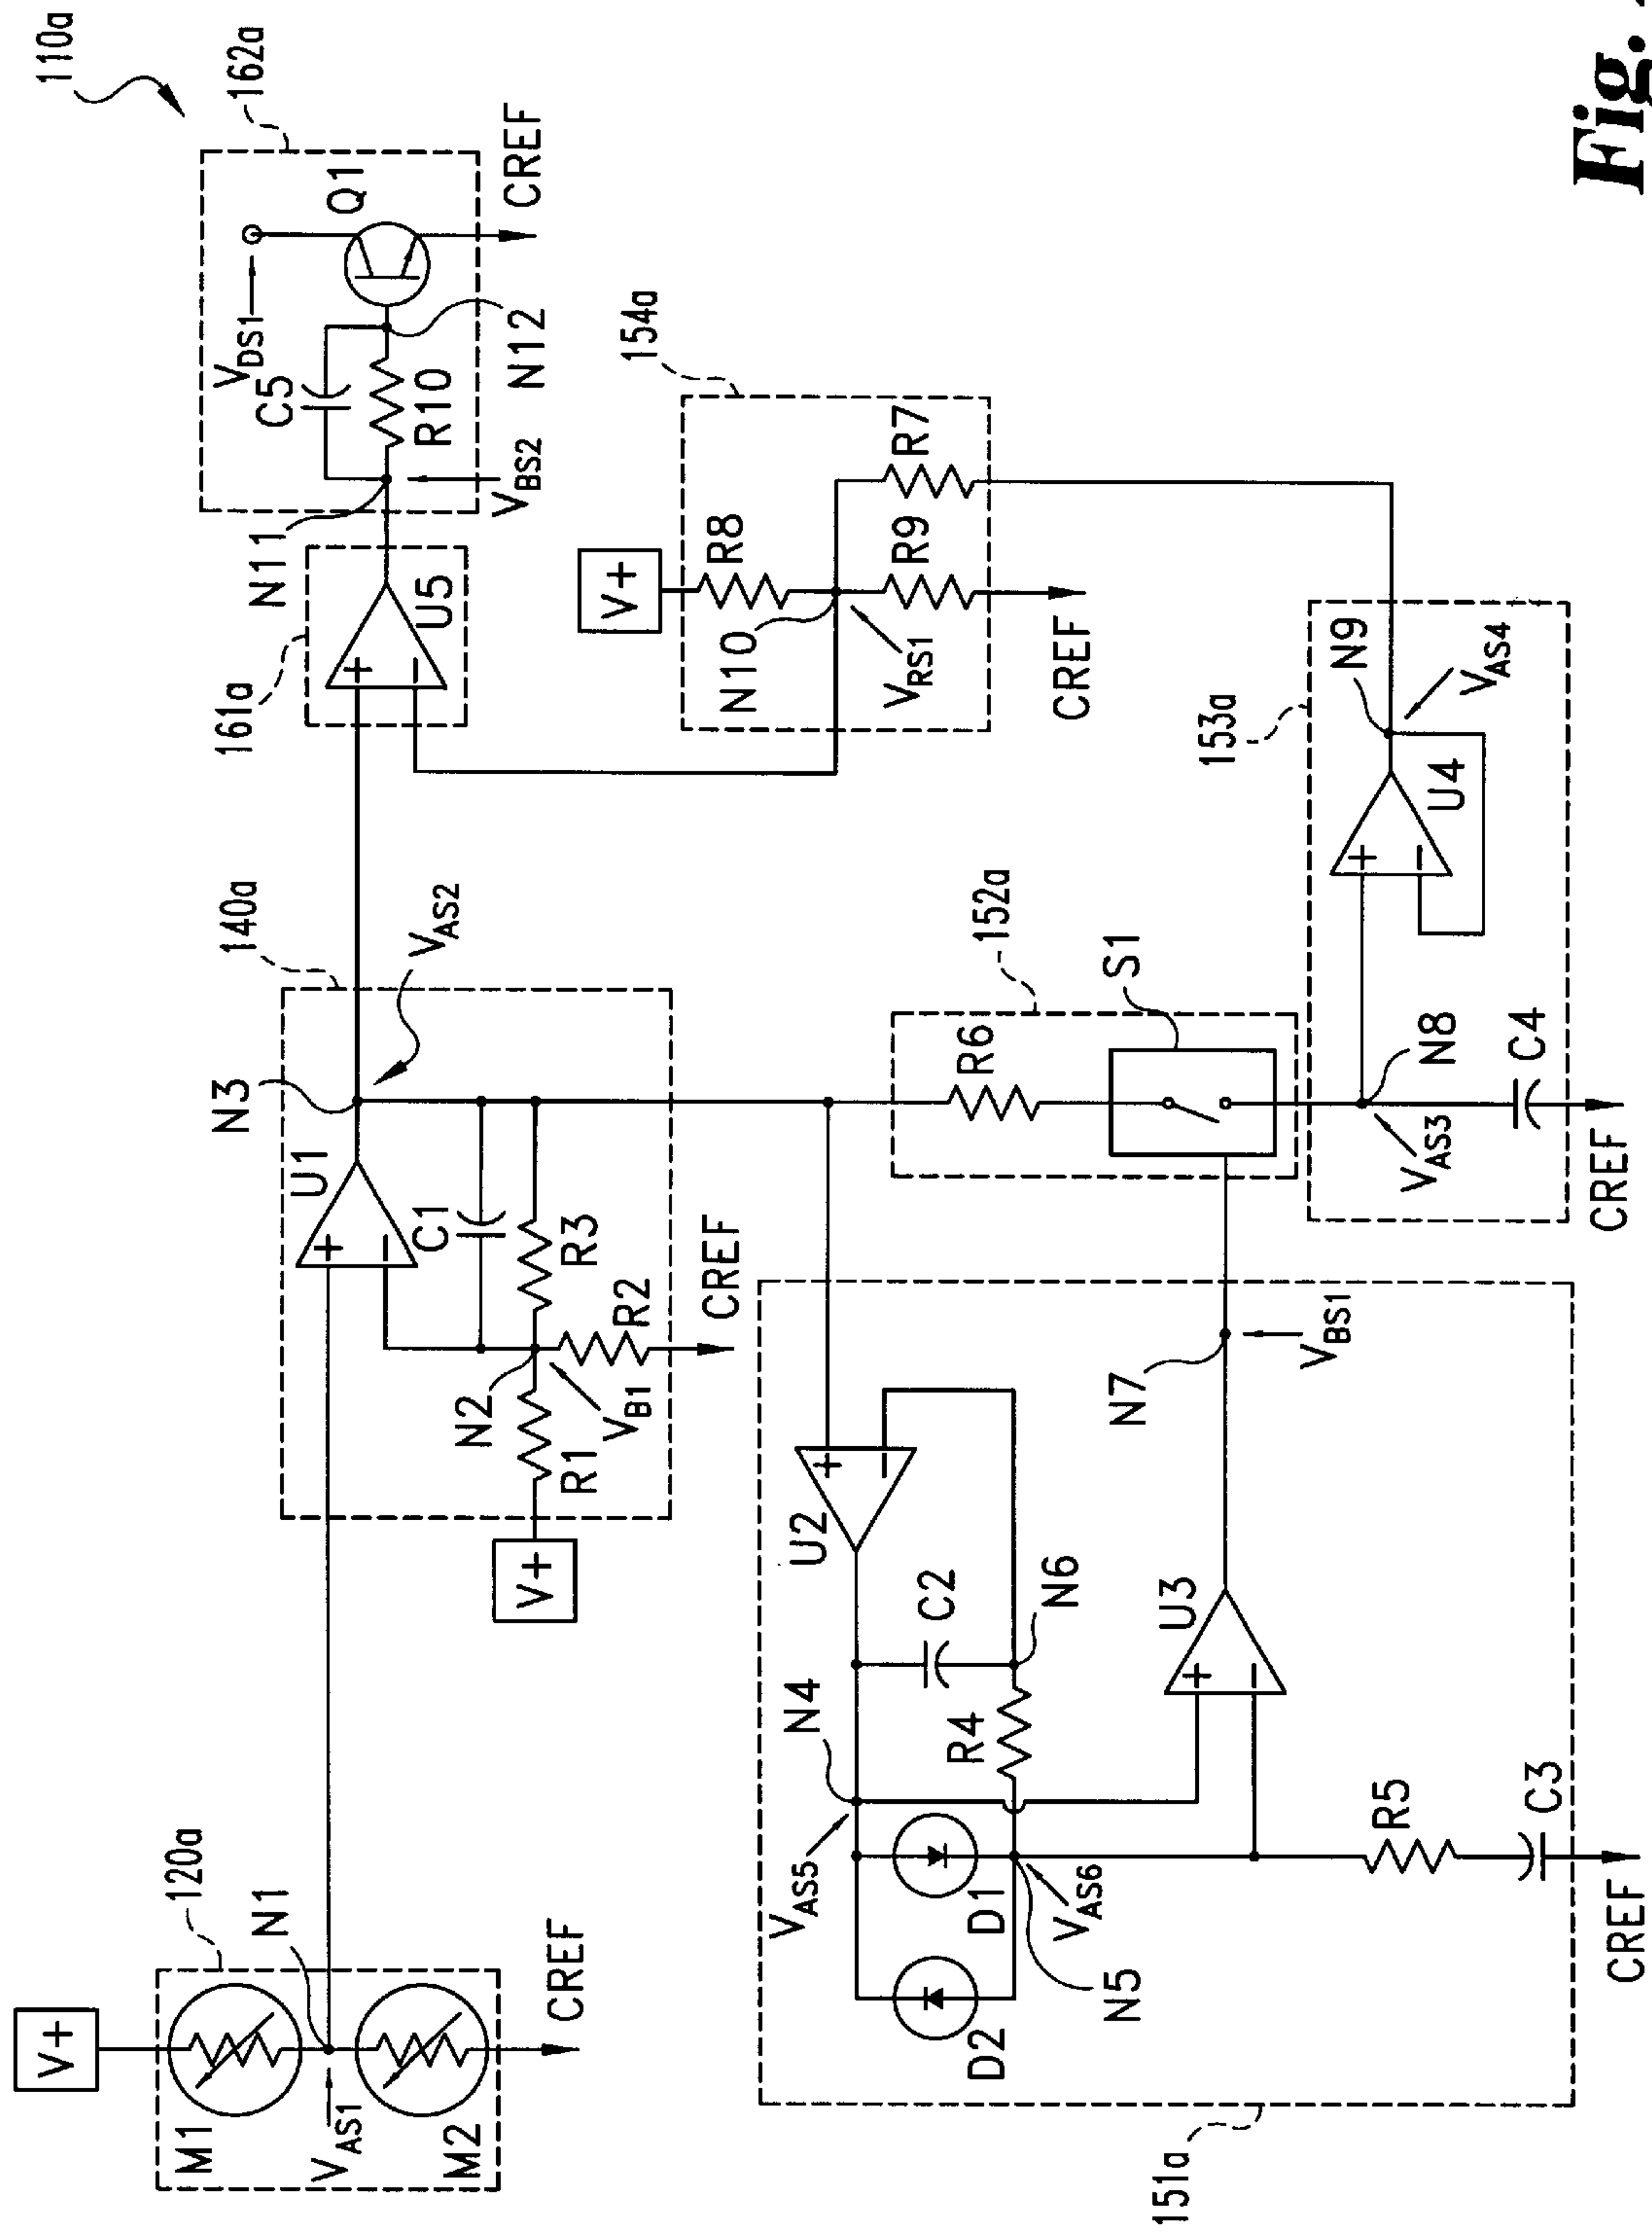 110a
162a
V_DS1
Q1
C5
R10
CREF
N12
V_BS2
N11
161a
+
−
U5
154a
V+
R8
R7
R9
N10
V_RS1
CREF
140a
V_AS2
N3
U1
+
−
C1
R3
R2
N2
R1
V_B1
CREF
V+
153a
N9
V_AS4
+
−
U4
N8
V_AS3
C4
CREF
152a
R6
S1
120a
V+
N1
M1
V_AS1
M2
CREF
U2
+
−
C2
N6
N4
R4
U3
+
−
N7
V_BS1
V_AS5
D1
V_AS6
D2
N5
R5
C3
CREF
151a
Fig.